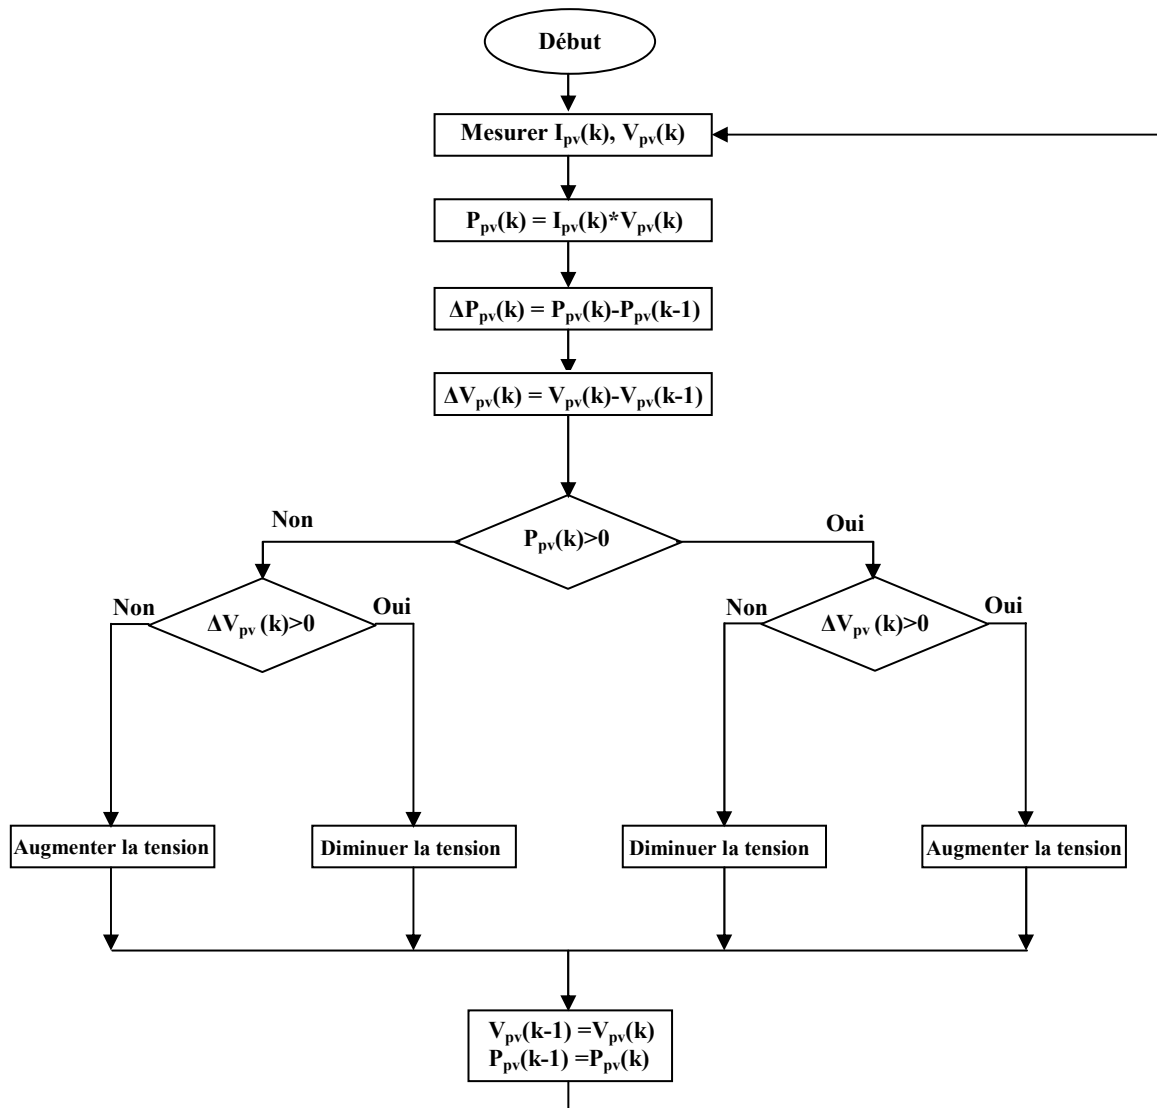 Début
Mesurer Ipv(k), Vpv(k)
Ppv(k) = Ipv(k)*Vpv(k)
ΔPpv(k) = Ppv(k)-Ppv(k-1)
ΔVpv(k) = Vpv(k)-Vpv(k-1)
Non
Oui
Ppv(k)>0
Non
Oui
Non
Oui
ΔVpv (k)>0
ΔVpv (k)>0
Augmenter la tension
Diminuer la tension
Diminuer la tension
Augmenter la tension
Vpv(k-1) =Vpv(k)
Ppv(k-1) =Ppv(k)